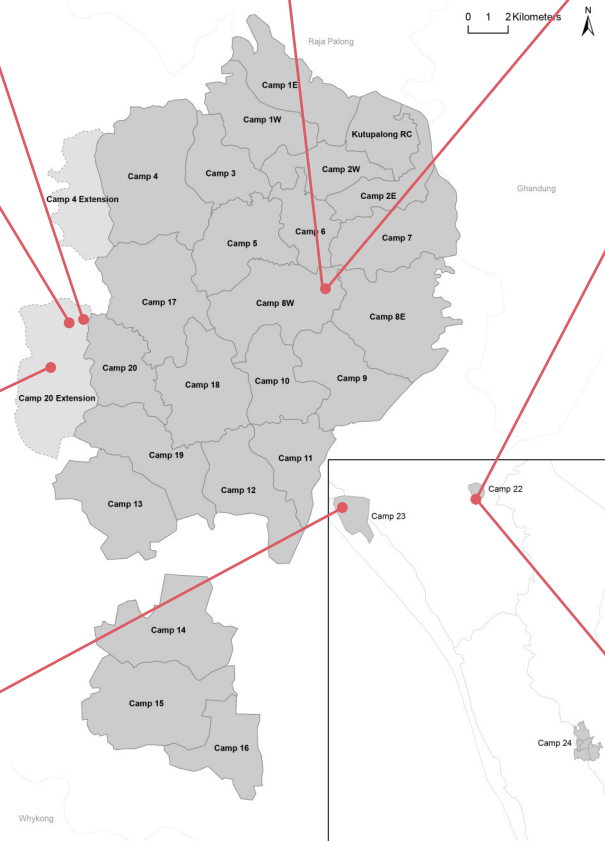 0 1 2 Kilometers
N
Raja Palong
Camp 1E
Camp 1W
Kutupalong RC
Camp 4
Camp 3
Camp 2W
Ghandung
Camp 4 Extension
Camp 2E
Camp 6
Camp 5
Camp 7
Camp 17
Camp 8W
Camp 8E
Camp 20
Camp 18
Camp 10
Camp 9
Camp 20 Extension
Camp 19
Camp 11
Camp 12
Camp 13
Camp 22
Camp 23
Camp 14
Camp 15
Camp 16
Camp 24
Whykong